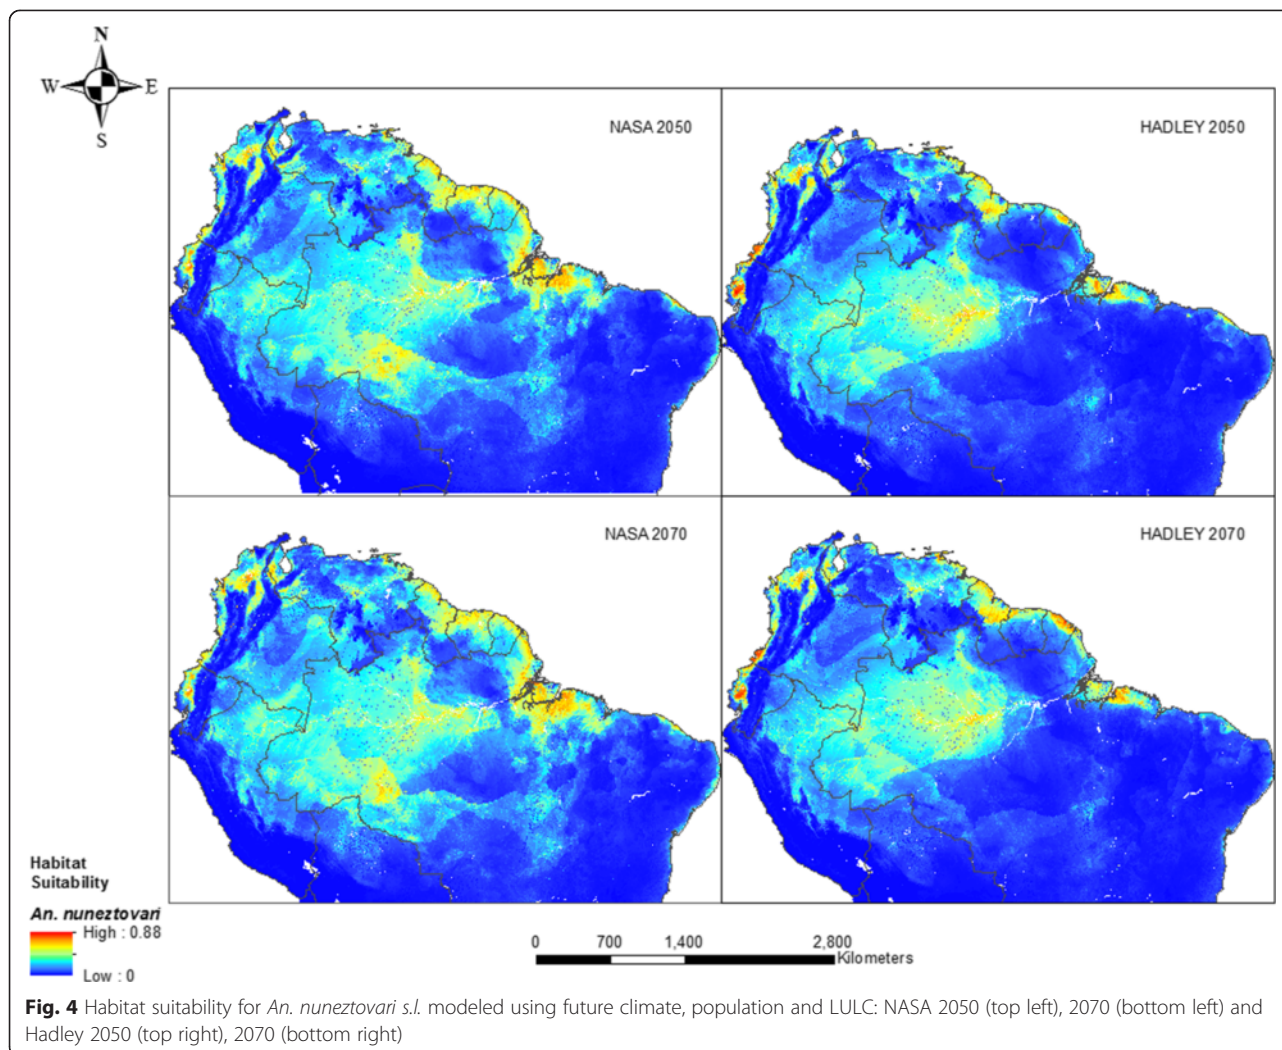 N
W E
S
NASA 2050
HADLEY 2050
NASA 2070
HADLEY 2070
Habitat
Suitability
An. nuneztovari
High : 0.88
Low : 0
0 700 1,400 2,800
Kilometers
Fig. 4 Habitat suitability for An. nuneztovari s.l. modeled using future climate, population and LULC: NASA 2050 (top left), 2070 (bottom left) and
Hadley 2050 (top right), 2070 (bottom right)